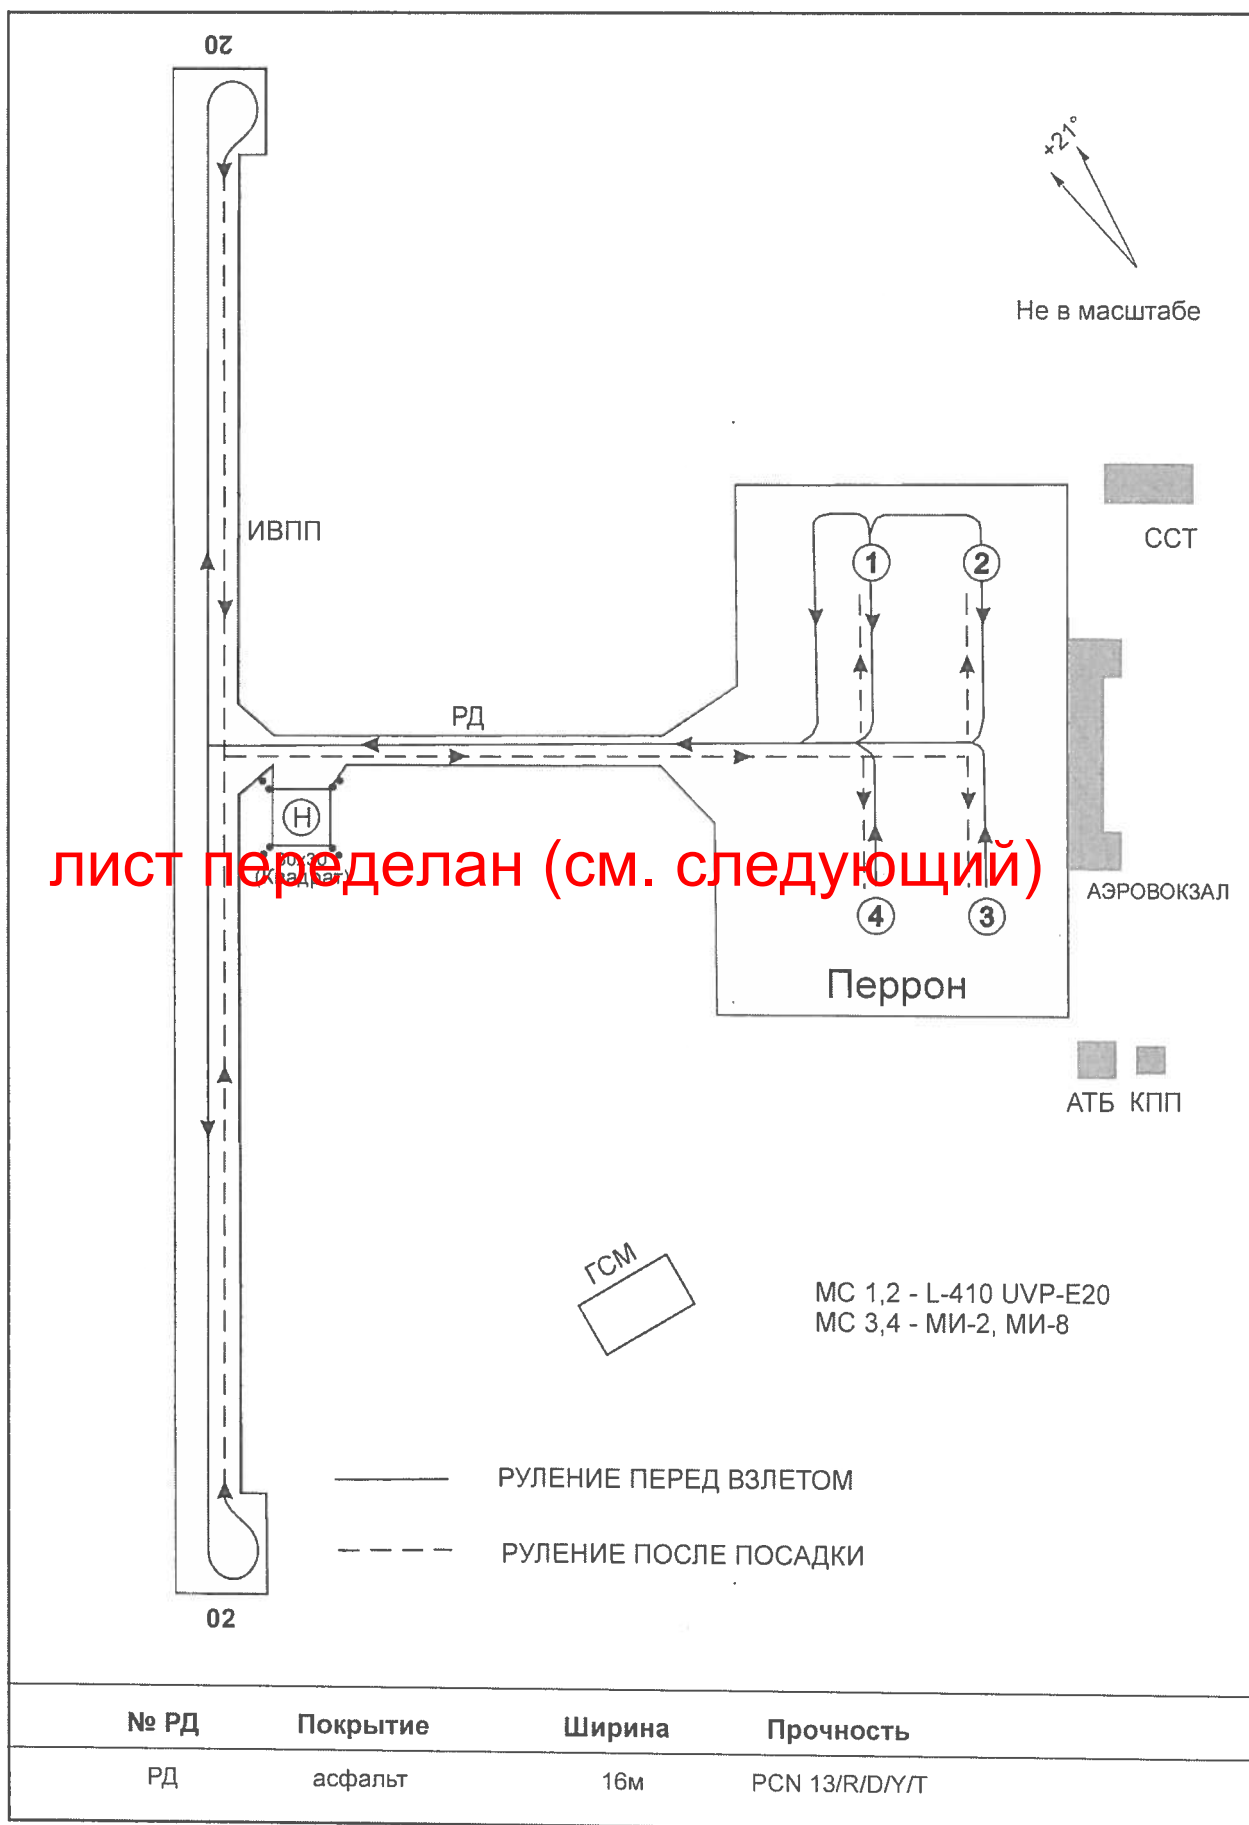 20
+21°
Не в масштабе
ИВПП
ССТ
1
2
РД
H
30x30
(Квадрат)
лист переделан (см. следующий)
АЭРОВОКЗАЛ
4
3
Перрон
АТБ КПП
ГСМ
МС 1,2 - L-410 UVP-E20
МС 3,4 - МИ-2, МИ-8
РУЛЕНИЕ ПЕРЕД ВЗЛЕТОМ
РУЛЕНИЕ ПОСЛЕ ПОСАДКИ
02
№ РД Покрытие Ширина Прочность
РД асфальт 16м PCN 13/R/D/Y/T